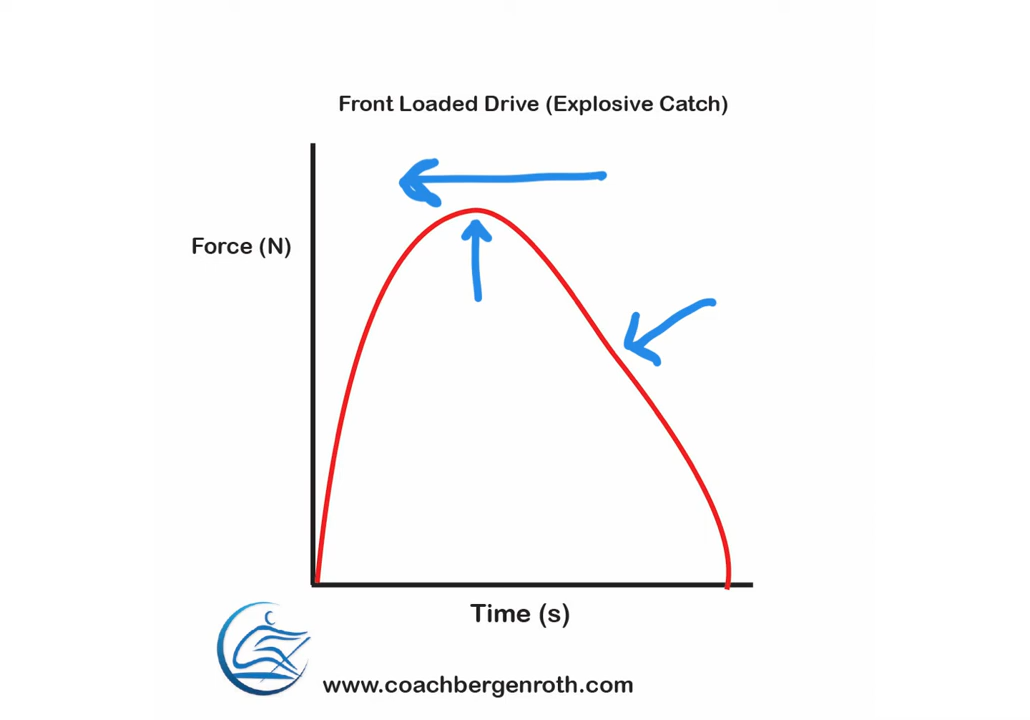 Front Loaded Drive (Explosive Catch)
Force (N)
Time (s)
www.coachbergenroth.com